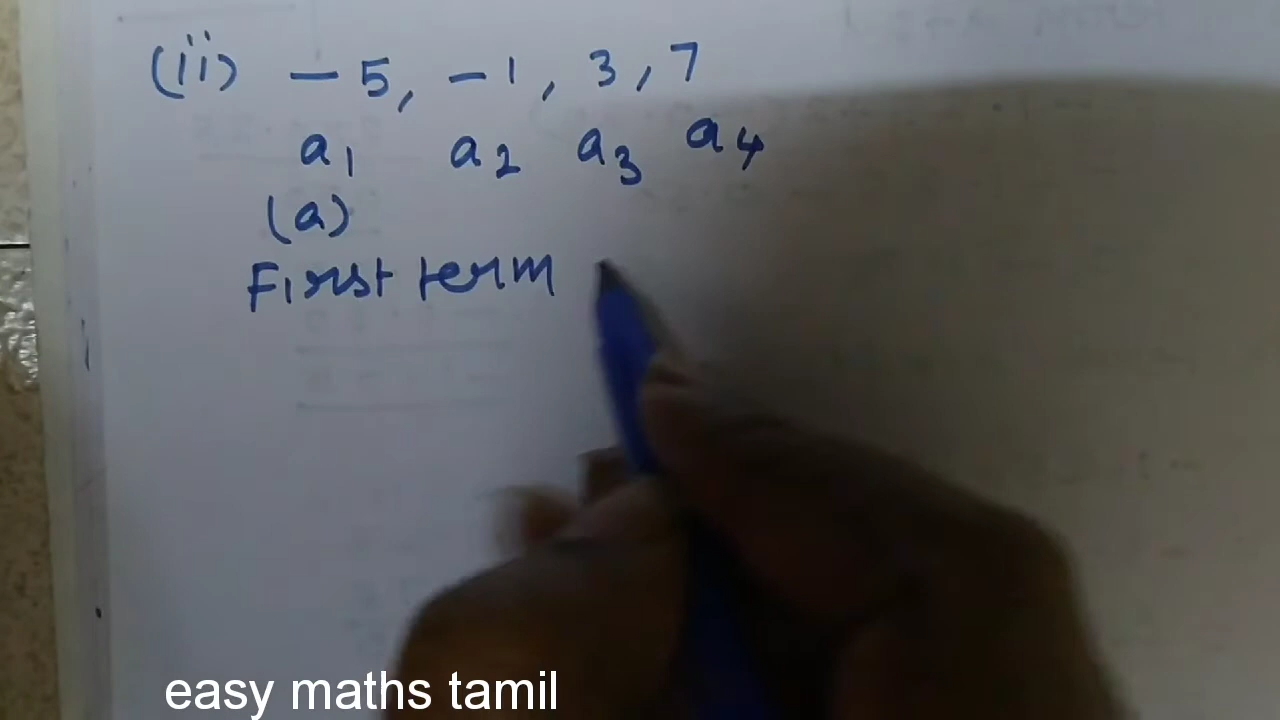 (ii) - 5, - 1, 3, 7
a1 a2 a3 a4
(a)
First term
easy maths tamil